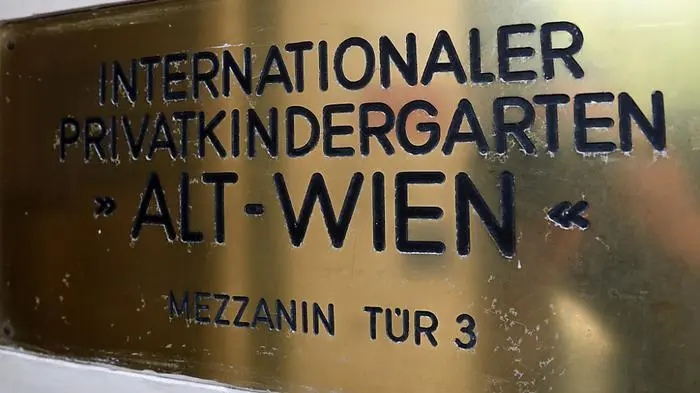 INTERNATIONALER
PRIVATKINDERGARTEN
» ALT-WIEN «
MEZZANIN TÜR 3